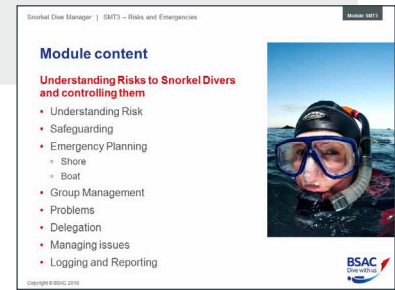 Snorkel Dive Manager | SMT3 – Risks and Emergencies
Module SMT3
Module content
Understanding Risks to Snorkel Divers
and controlling them
• Understanding Risk
• Safeguarding
• Emergency Planning
▫ Shore
▫ Boat
• Group Management
• Problems
• Delegation
• Managing issues
• Logging and Reporting
BSAC
Dive with us
Copyright © BSAC 2019